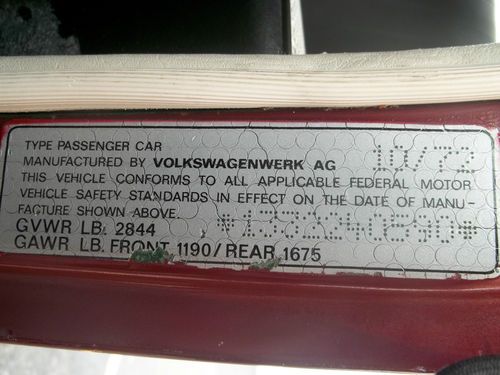 TYPE PASSENGER CAR
MANUFACTURED BY VOLKSWAGENWERK AG 10/72
THIS VEHICLE CONFORMS TO ALL APPLICABLE FEDERAL MOTOR
VEHICLE SAFETY STANDARDS IN EFFECT ON THE DATE OF MANU-
FACTURE SHOWN ABOVE.
GVWR LB. 2844
GAWR LB. FRONT 1190/REAR 1675